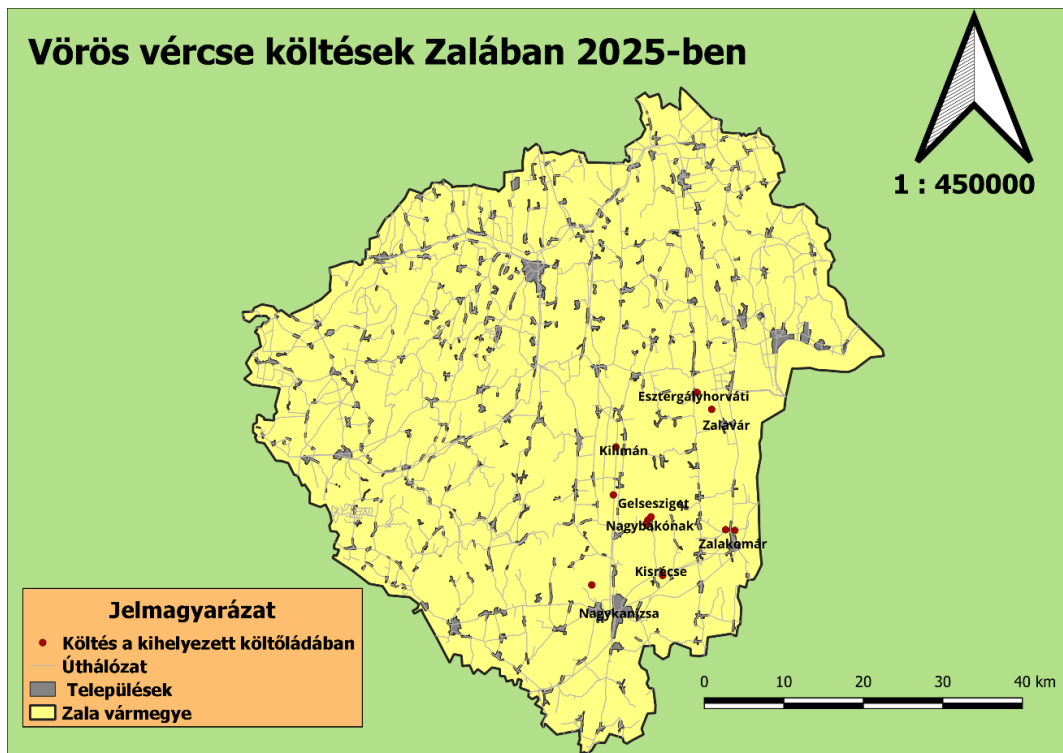 Vörös vércse költések Zalában 2025-ben
1 : 450000
Esztergályhorváti
Zalavár
Kilimán
Gelsesziget
Nagybakónak
Zalakomár
Kisrécse
Nagykanizsa
Jelmagyarázat
Költés a kihelyezett költőládában
Úthálózat
Települések
Zala vármegye
0 10 20 30 40 km